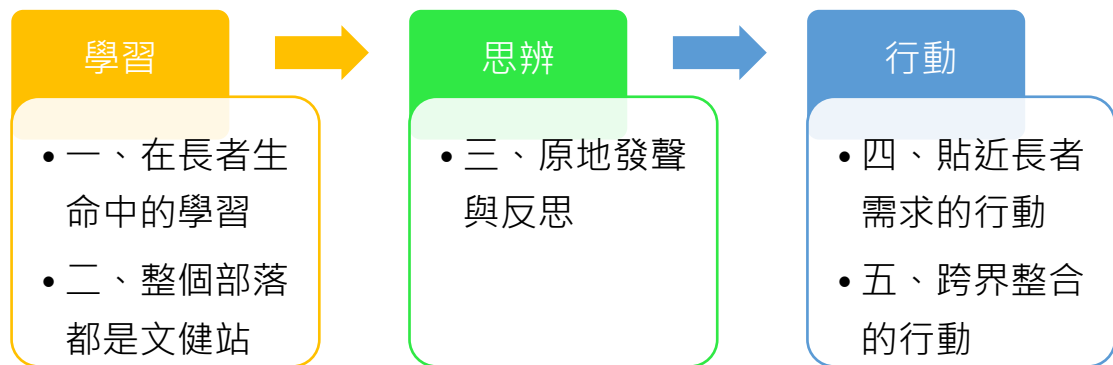 學習
• 一、在長者生
命中的學習
• 二、整個部落
都是文健站
思辨
• 三、原地發聲
與反思
行動
• 四、貼近長者
需求的行動
• 五、跨界整合
的行動